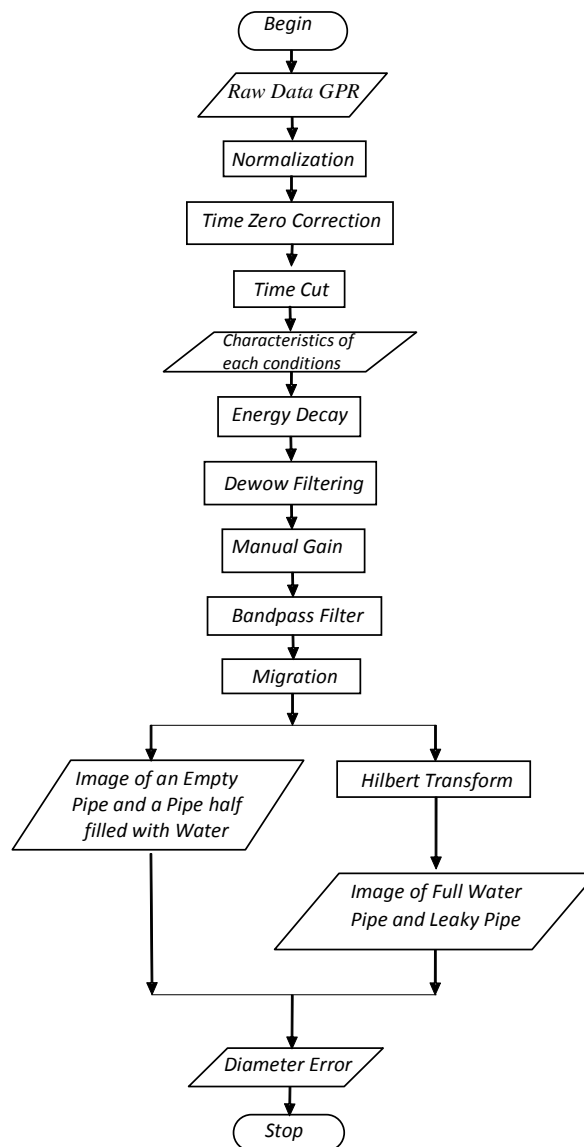 Begin
Raw Data GPR
Normalization
Time Zero Correction
Time Cut
Characteristics of
each conditions
Energy Decay
Dewow Filtering
Manual Gain
Bandpass Filter
Migration
Image of an Empty
Pipe and a Pipe half
filled with Water
Hilbert Transform
Image of Full Water
Pipe and Leaky Pipe
Diameter Error
Stop